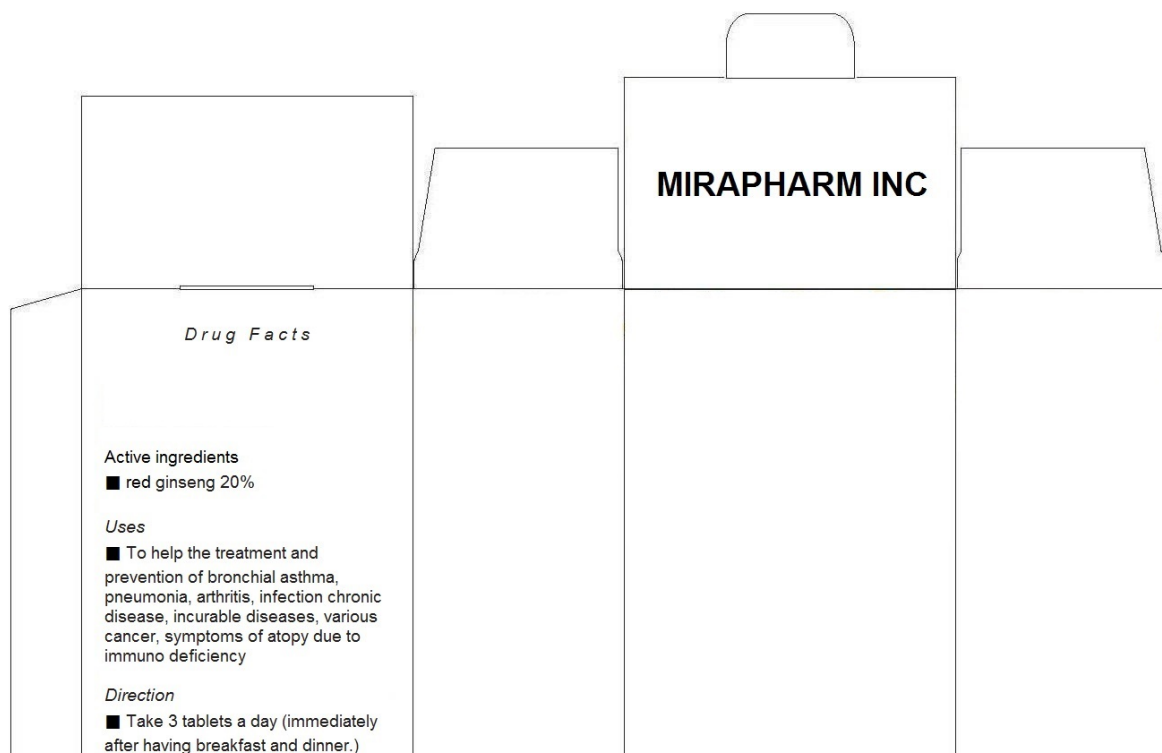 MIRAPHARM INC
Drug Facts
Active ingredients
■ red ginseng 20%
Uses
■ To help the treatment and
prevention of bronchial asthma,
pneumonia, arthritis, infection chronic
disease, incurable diseases, various
cancer, symptoms of atopy due to
immuno deficiency
Direction
■ Take 3 tablets a day (immediately
after having breakfast and dinner.)